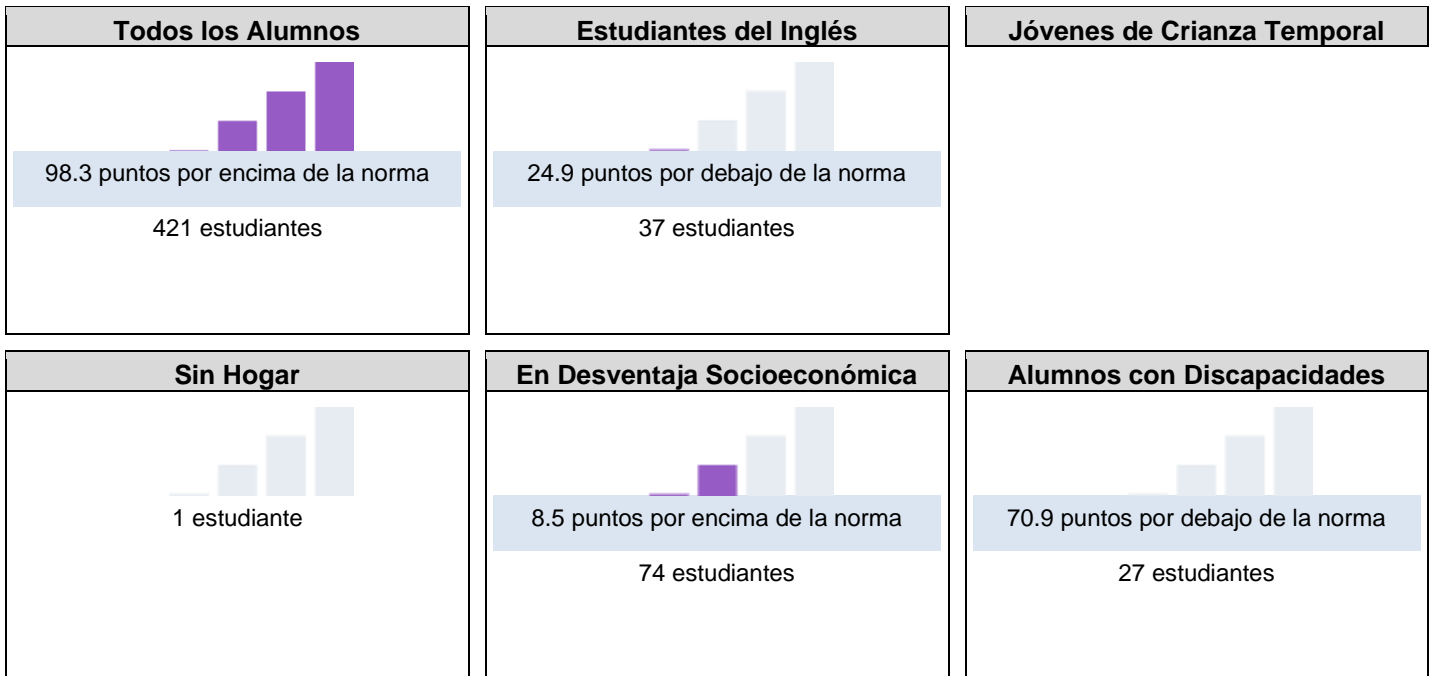 Todos los Alumnos
98.3 puntos por encima de la norma
421 estudiantes
Estudiantes del Inglés
24.9 puntos por debajo de la norma
37 estudiantes
Jóvenes de Crianza Temporal
Sin Hogar
1 estudiante
En Desventaja Socioeconómica
8.5 puntos por encima de la norma
74 estudiantes
Alumnos con Discapacidades
70.9 puntos por debajo de la norma
27 estudiantes